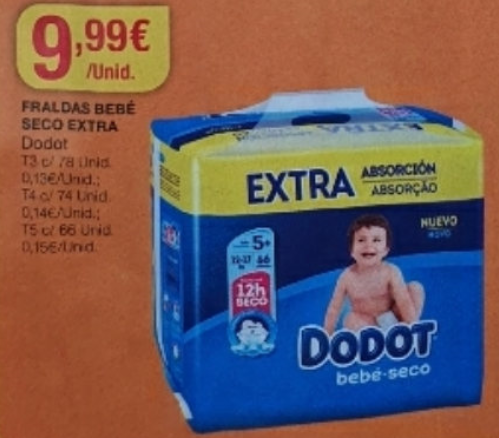 9,99€
/Unid.
FRALDAS BEBÉ
SECO EXTRA
Dodot
T3 c/ 78 Unid.
0,13€/Unid.;
T4 c/ 74 Unid.
0,14€/Unid.;
T5 c/ 66 Unid.
0,15€/Unid.
EXTRA ABSORCIÓN
ABSORÇÃO
NUEVO
NOVO
5+
66
12h
SECO
DODOT
bebé-seco